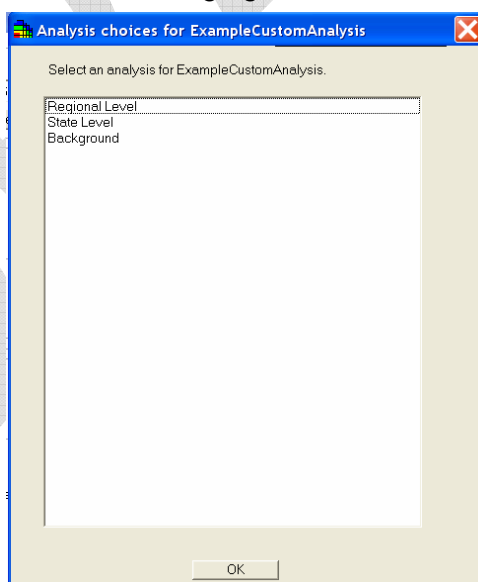 Analysis choices for ExampleCustomAnalysis
Select an analysis for ExampleCustomAnalysis.
Regional Level
State Level
Background
OK